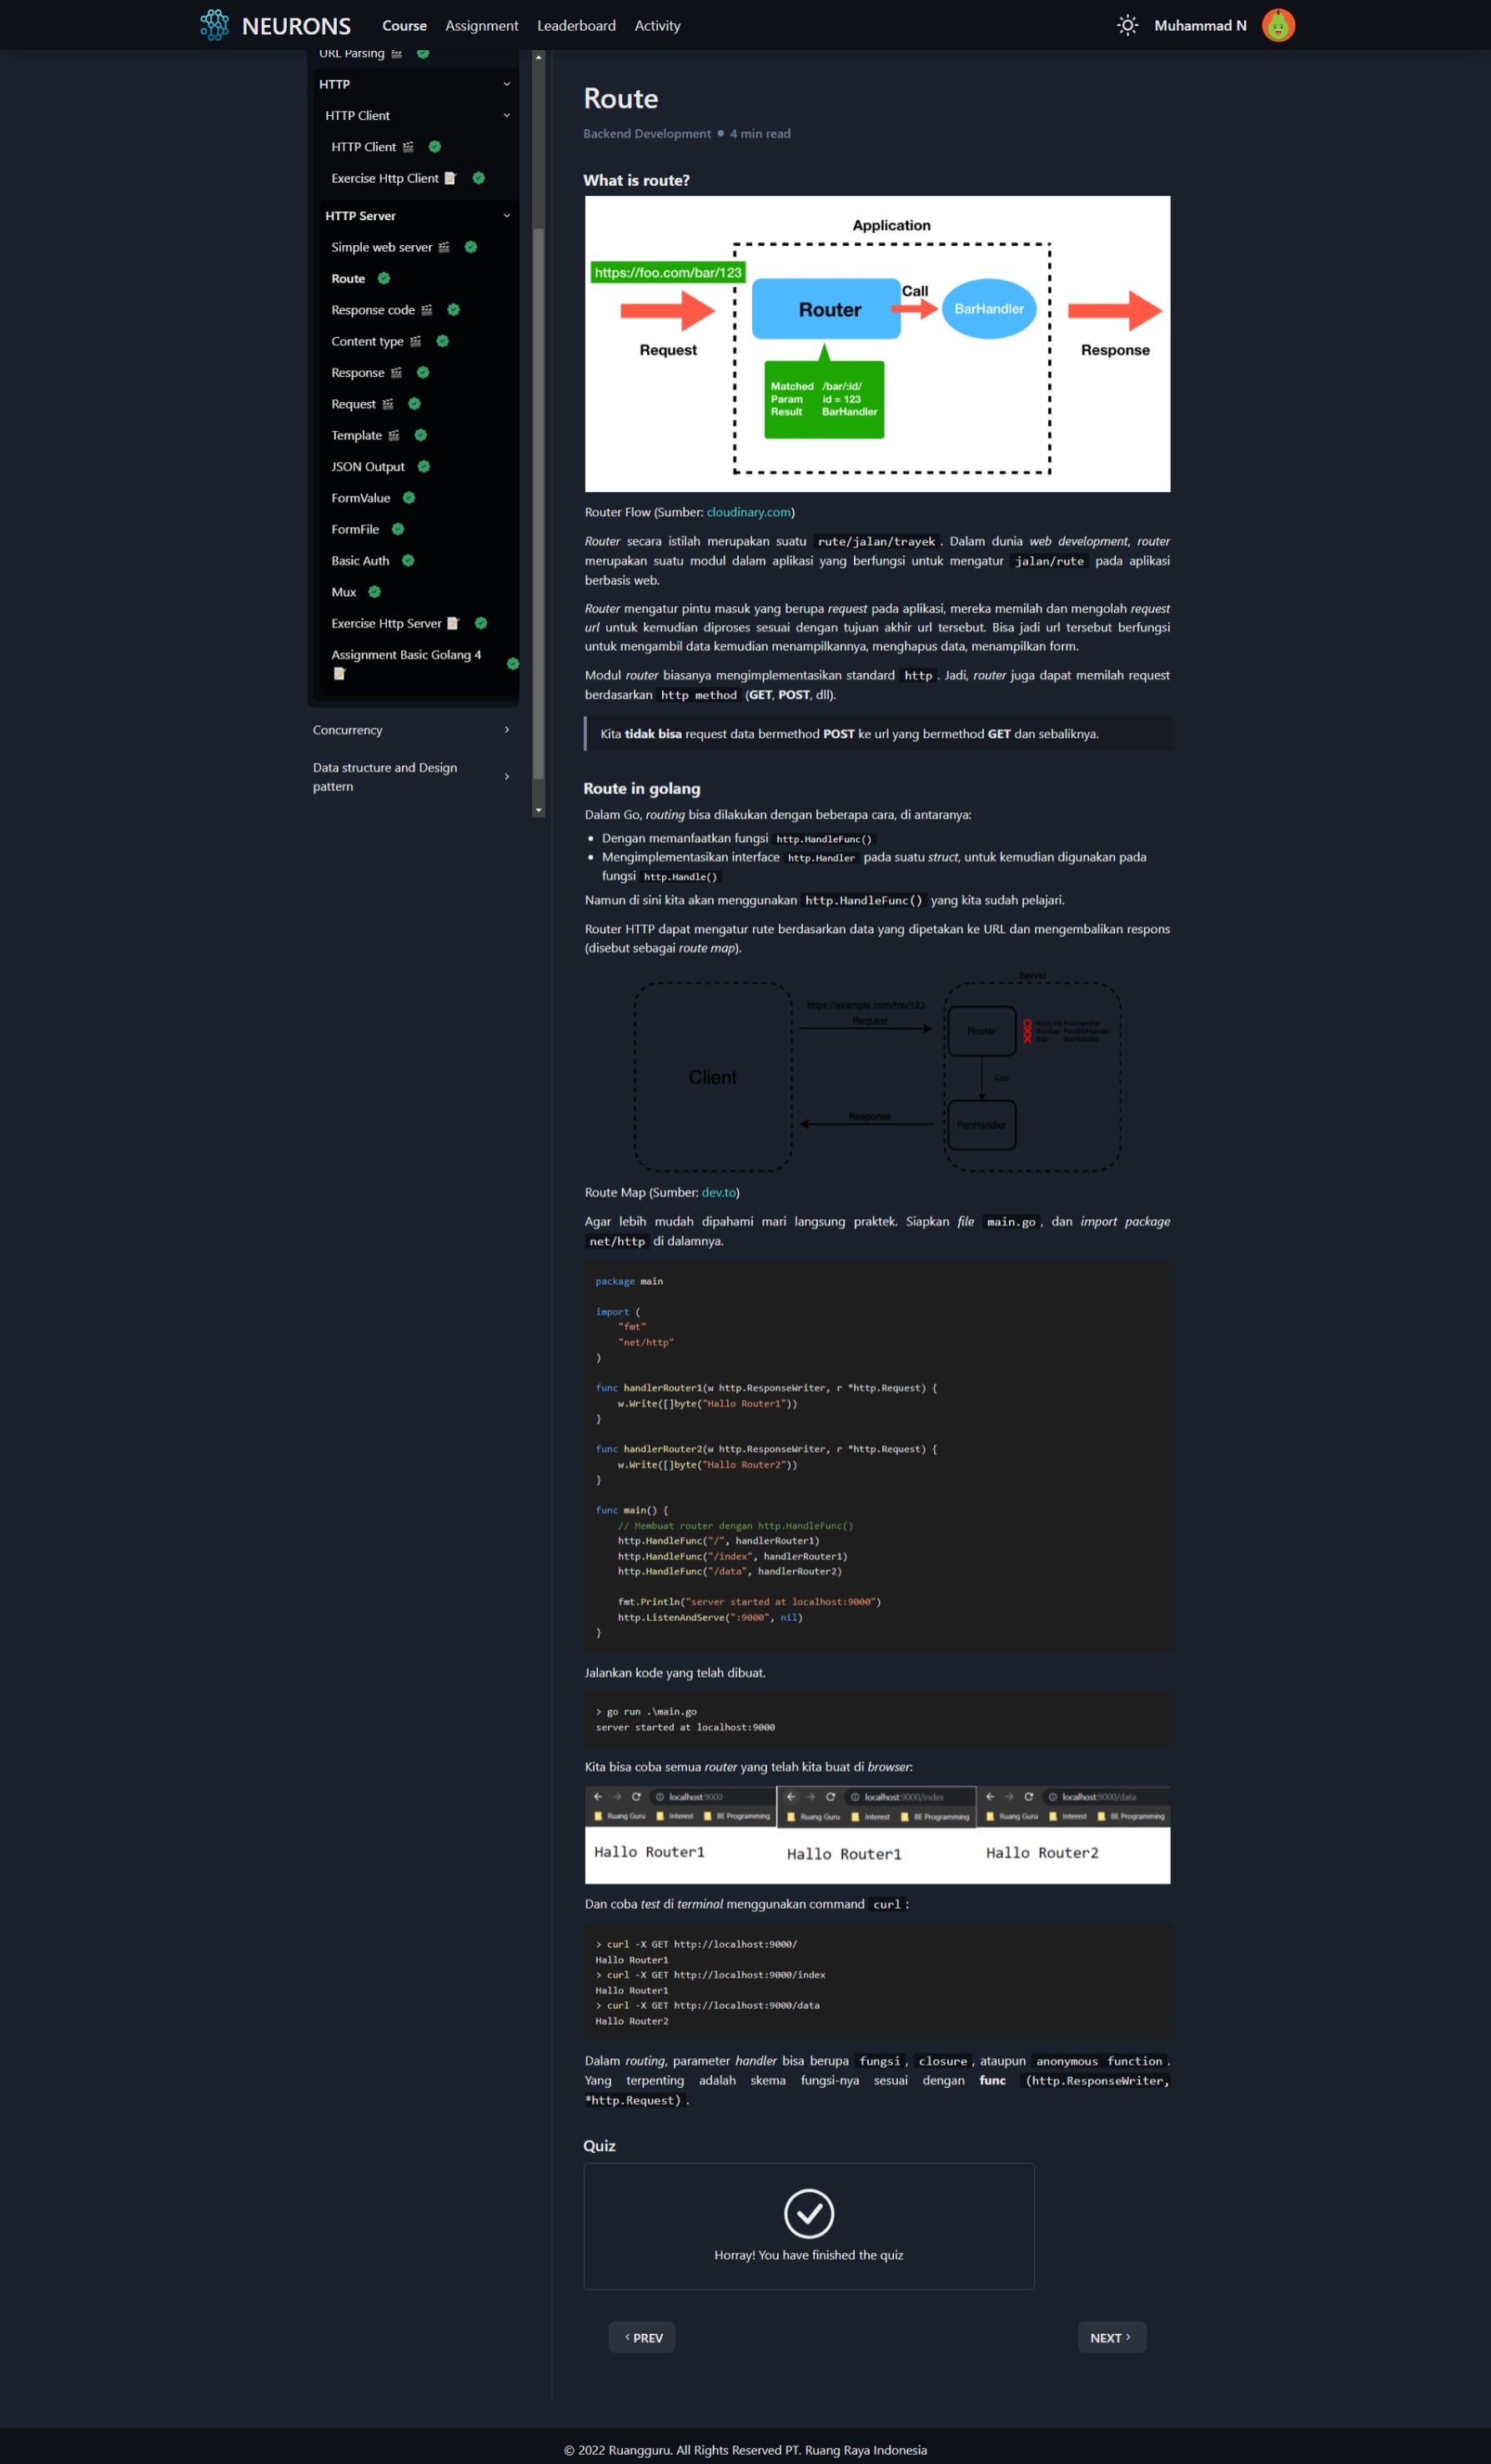 NEURONS Course Assignment Leaderboard Activity Muhammad N
URL Parsing
HTTP
HTTP Client
HTTP Client
Exercise Http Client
HTTP Server
Simple web server
Route
Response code
Content type
Response
Request
Template
JSON Output
FormValue
FormFile
Basic Auth
Mux
Exercise Http Server
Assignment Basic Golang 4
Concurrency
Data structure and Design
pattern
Route
Backend Development • 4 min read
What is route?
Application
https://foo.com/bar/123
Call
Router
BarHandler
Request
Response
Matched /bar/:id/
Param id = 123
Result BarHandler
Router Flow (Sumber: cloudinary.com)
Router secara istilah merupakan suatu rute/jalan/trayek. Dalam dunia web development, router
merupakan suatu modul dalam aplikasi yang berfungsi untuk mengatur jalan/rute pada aplikasi
berbasis web.
Router mengatur pintu masuk yang berupa request pada aplikasi, mereka memilah dan mengolah request
url untuk kemudian diproses sesuai dengan tujuan akhir url tersebut. Bisa jadi url tersebut berfungsi
untuk mengambil data kemudian menampilkannya, menghapus data, menampilkan form.
Modul router biasanya mengimplementasikan standard http. Jadi, router juga dapat memilah request
berdasarkan http method (GET, POST, dll).
Kita tidak bisa request data bermethod POST ke url yang bermethod GET dan sebaliknya.
Route in golang
Dalam Go, routing bisa dilakukan dengan beberapa cara, di antaranya:
• Dengan memanfaatkan fungsi http.HandleFunc()
• Mengimplementasikan interface http.Handler pada suatu struct, untuk kemudian digunakan pada
fungsi http.Handle()
Namun di sini kita akan menggunakan http.HandleFunc() yang kita sudah pelajari.
Router HTTP dapat mengatur rute berdasarkan data yang dipetakan ke URL dan mengembalikan respons
(disebut sebagai route map).
Server
https://example.com/foo/123
Request
Router
FooHandler
FooBarHandler
BarHandler
Client
Call
Response
FooHandler
Route Map (Sumber: dev.to)
Agar lebih mudah dipahami mari langsung praktek. Siapkan file main.go, dan import package
net/http di dalamnya.
package main
import (
"fmt"
"net/http"
)
func handlerRouter1(w http.ResponseWriter, r *http.Request) {
w.Write([]byte("Hallo Router1"))
}
func handlerRouter2(w http.ResponseWriter, r *http.Request) {
w.Write([]byte("Hallo Router2"))
}
func main() {
// Membuat router dengan http.HandleFunc()
http.HandleFunc("/", handlerRouter1)
http.HandleFunc("/index", handlerRouter1)
http.HandleFunc("/data", handlerRouter2)
fmt.Println("server started at localhost:9000")
http.ListenAndServe(":9000", nil)
}
Jalankan kode yang telah dibuat.
> go run .\main.go
server started at localhost:9000
Kita bisa coba semua router yang telah kita buat di browser:
localhost:9000 localhost:9000/index localhost:9000/data
Ruang Guru Interest BE Programming Ruang Guru Interest BE Programming Ruang Guru Interest BE Programming
Hallo Router1 Hallo Router1 Hallo Router2
Dan coba test di terminal menggunakan command curl:
> curl -X GET http://localhost:9000/
Hallo Router1
> curl -X GET http://localhost:9000/index
Hallo Router1
> curl -X GET http://localhost:9000/data
Hallo Router2
Dalam routing, parameter handler bisa berupa fungsi, closure, ataupun anonymous function.
Yang terpenting adalah skema fungsi-nya sesuai dengan func (http.ResponseWriter,
*http.Request).
Quiz
Horray! You have finished the quiz
‹ PREV NEXT ›
© 2022 Ruangguru. All Rights Reserved PT. Ruang Raya Indonesia